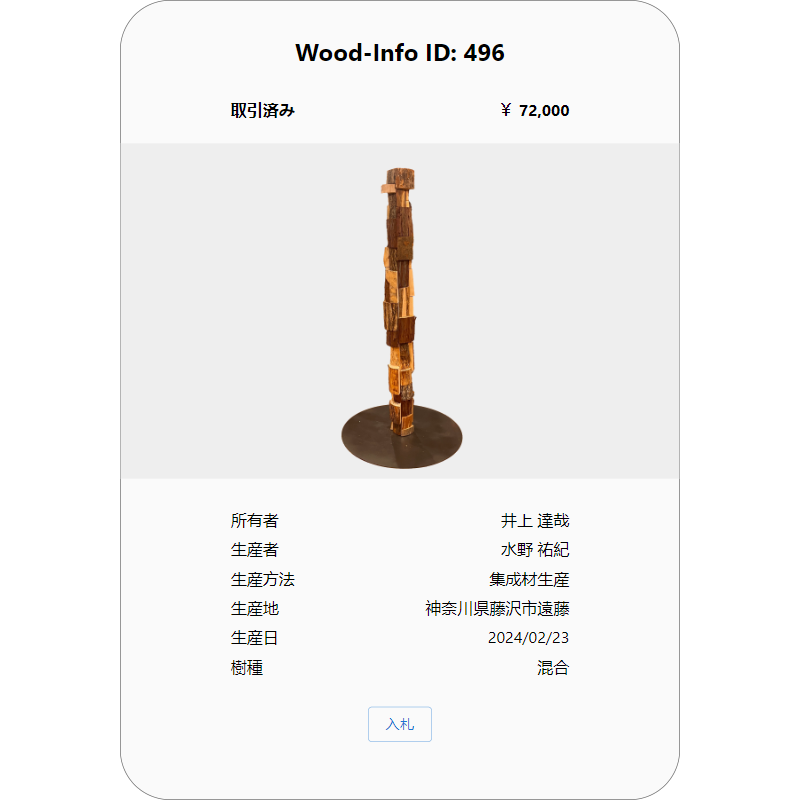 Wood-Info ID: 496
取引済み ￥ 72,000
所有者 井上 達哉
生産者 水野 祐紀
生産方法 集成材生産
生産地 神奈川県藤沢市遠藤
生産日 2024/02/23
樹種 混合
入札